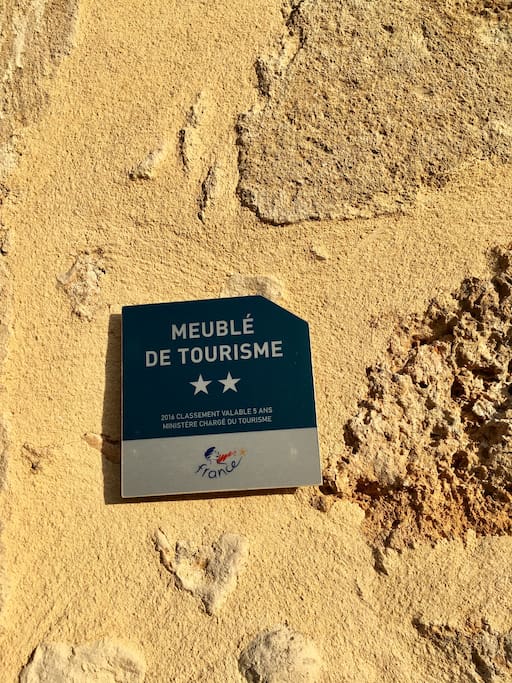 MEUBLÉ
DE TOURISME
2016 CLASSEMENT VALABLE 5 ANS
MINISTÈRE CHARGÉ DU TOURISME
france